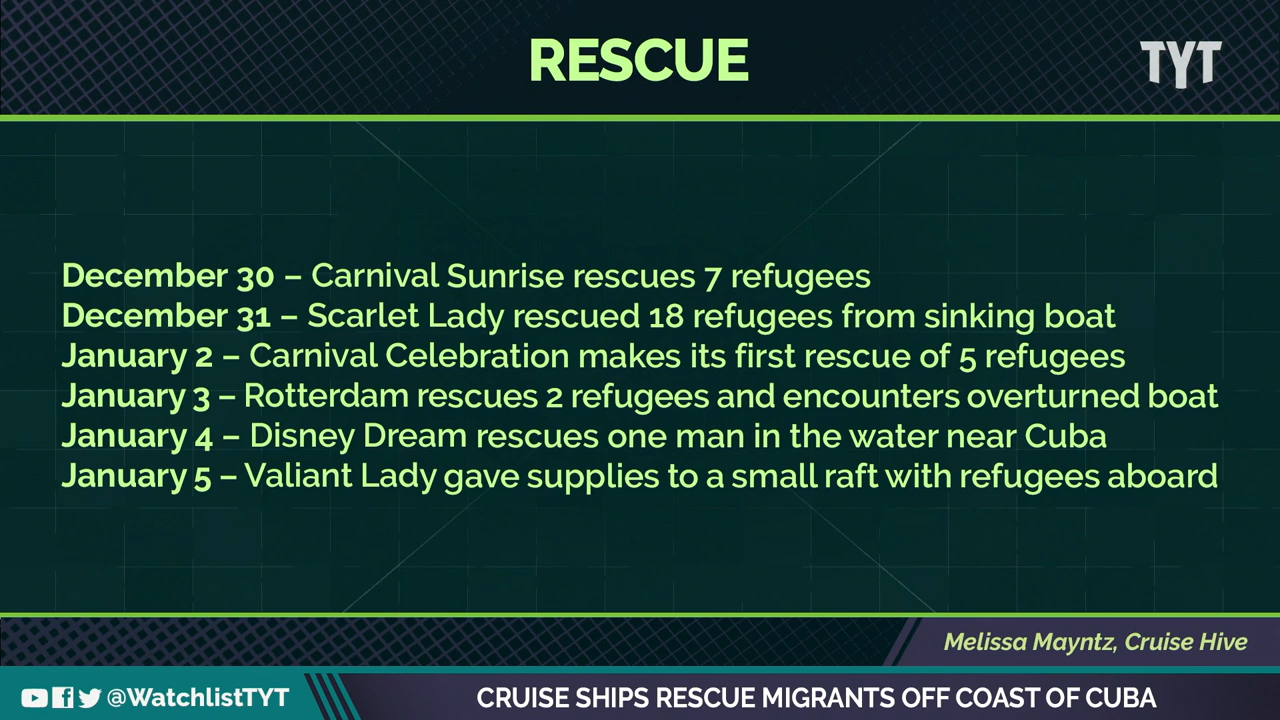 RESCUE
TYT
December 30 – Carnival Sunrise rescues 7 refugees
December 31 – Scarlet Lady rescued 18 refugees from sinking boat
January 2 – Carnival Celebration makes its first rescue of 5 refugees
January 3 – Rotterdam rescues 2 refugees and encounters overturned boat
January 4 – Disney Dream rescues one man in the water near Cuba
January 5 – Valiant Lady gave supplies to a small raft with refugees aboard
Melissa Mayntz, Cruise Hive
@WatchlistTYT
CRUISE SHIPS RESCUE MIGRANTS OFF COAST OF CUBA